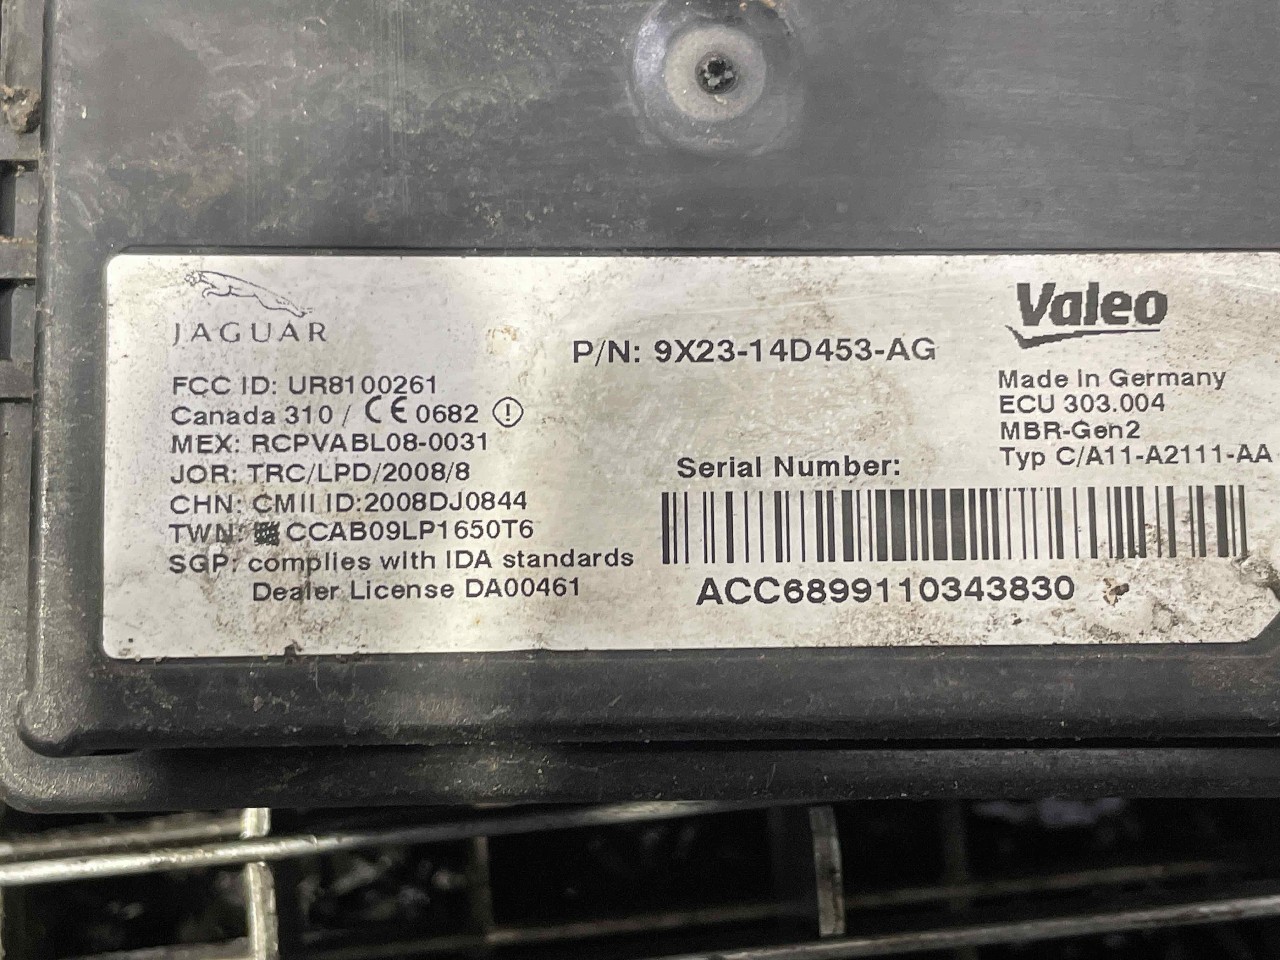 JAGUAR
FCC ID: UR8100261
Canada 310 / CE 0682
MEX: RCPVABL08-0031
JOR: TRC/LPD/2008/8
CHN: CMII ID:2008DJ0844
TWN: CCAB09LP1650T6
SGP: complies with IDA standards
Dealer License DA00461
P/N: 9X23-14D453-AG
Serial Number:
ACC6899110343830
Valeo
Made in Germany
ECU 303.004
MBR-Gen2
Typ C/A11-A2111-AA